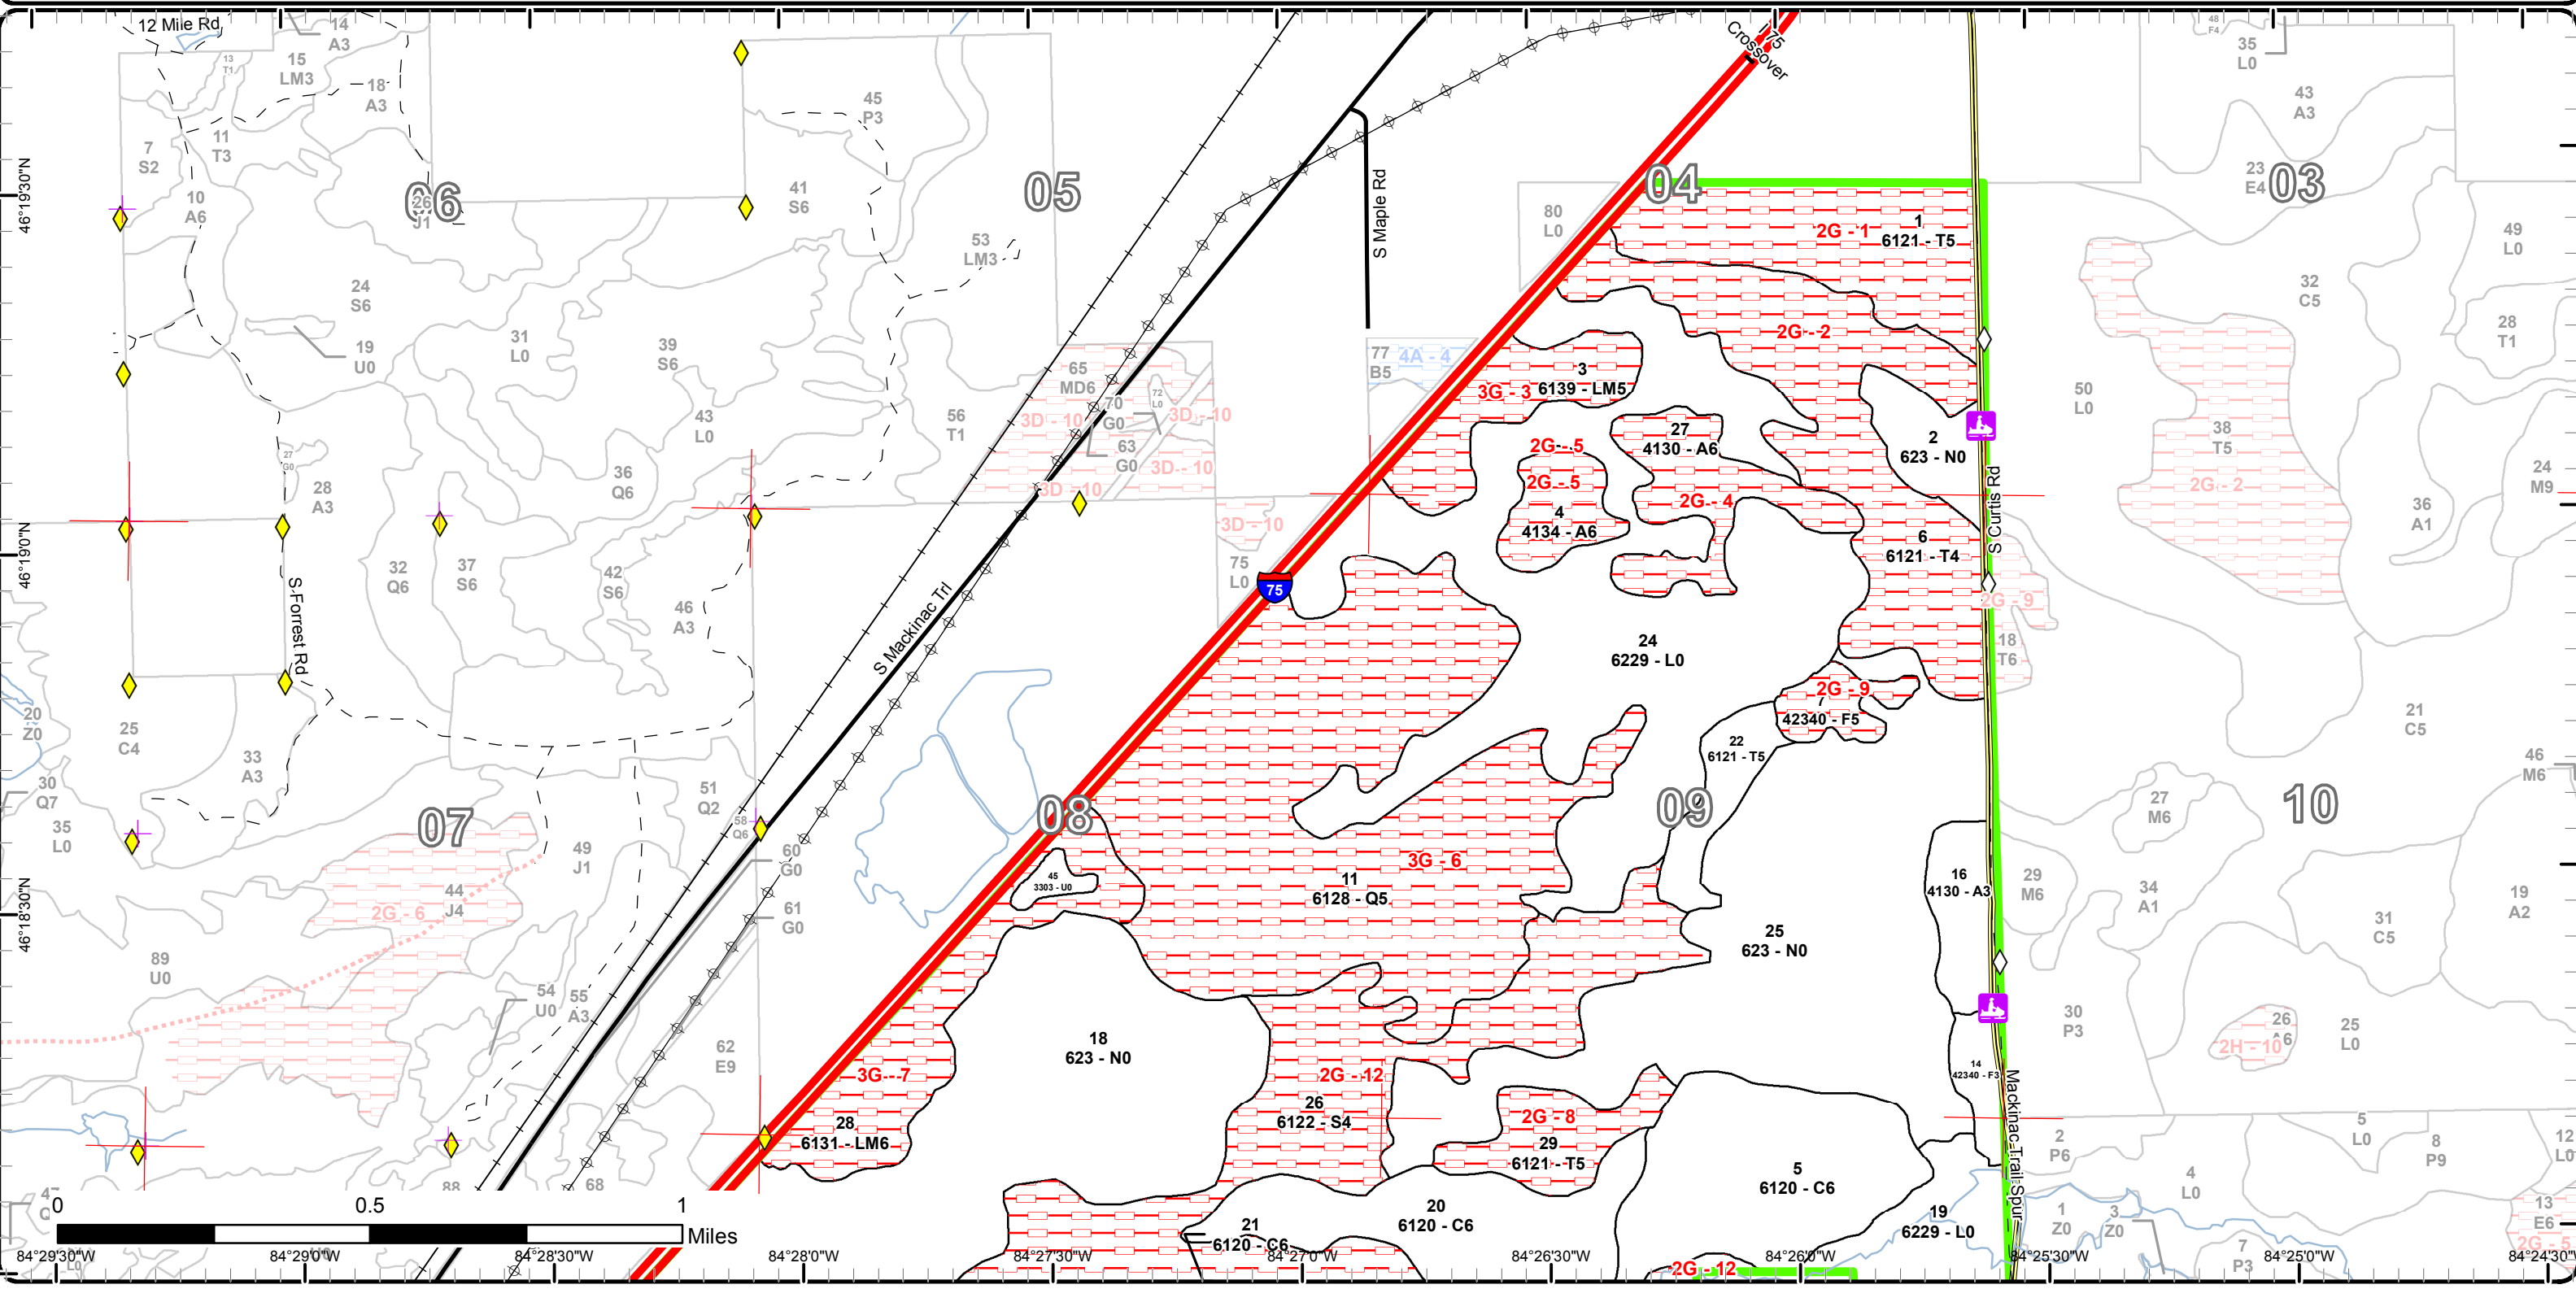 12 Mile Rd
14
A3
15
LM3
13
T1
18
A3
11
T3
7
S2
10
A6
06
26
J1
45
P3
41
S6
53
LM3
05
S Maple Rd
I 75
Crossover
04
80
L0
2G - 1
1
6121 - T5
48
F4
35
L0
43
A3
23
E4
03
49
L0
46°19'30"N
24
S6
19
U0
31
L0
39
S6
43
L0
36
Q6
56
T1
65
MD6
70
G0
72
L0
63
G0
3D - 10
3D - 10
3D - 10
3D - 10
3D - 10
77
B5
4A - 4
2G - 2
3
6139 - LM5
3G - 3
27
4130 - A6
2G - 5
2G - 5
4
4134 - A6
2G - 4
2
623 - N0
6
6121 - T4
S Curtis Rd
32
C5
28
T1
50
L0
38
T5
2G - 2
24
M9
36
A1
46°19'0"N
27
G0
28
A3
32
Q6
37
S6
42
S6
46
A3
S Forrest Rd
S Mackinac Trl
75
L0
75
24
6229 - L0
2G - 9
18
T6
2G - 9
7
42340 - F5
22
6121 - T5
21
C5
46
M6
20
Z0
25
C4
33
A3
30
Q7
35
L0
07
51
Q2
58
Q6
60
G0
61
G0
49
J1
44
J4
2G - 6
08
3G - 6
11
6128 - Q5
45
3303 - U0
09
25
623 - N0
16
4130 - A3
10
27
M6
29
M6
34
A1
31
C5
19
A2
46°18'30"N
89
U0
54
U0
55
A3
62
E9
18
623 - N0
3G - 7
28
6131 - LM6
2G - 12
26
6122 - S4
2G - 8
29
6121 - T5
14
42340 - F3
30
P3
26
A6
2H - 10
25
L0
Mackinac Trail Spur
5
6120 - C6
20
6120 - C6
21
6120 - C6
19
6229 - L0
2G - 12
2
P6
5
L0
8
P9
12
L0
4
L0
1
Z0
3
Z0
7
P3
13
E6
2G - 5
47
88
68
0
0.5
1
Miles
84°29'30"W
84°29'0"W
84°28'30"W
84°28'0"W
84°27'30"W
84°27'0"W
84°26'30"W
84°26'0"W
84°25'30"W
84°25'0"W
84°24'30"W